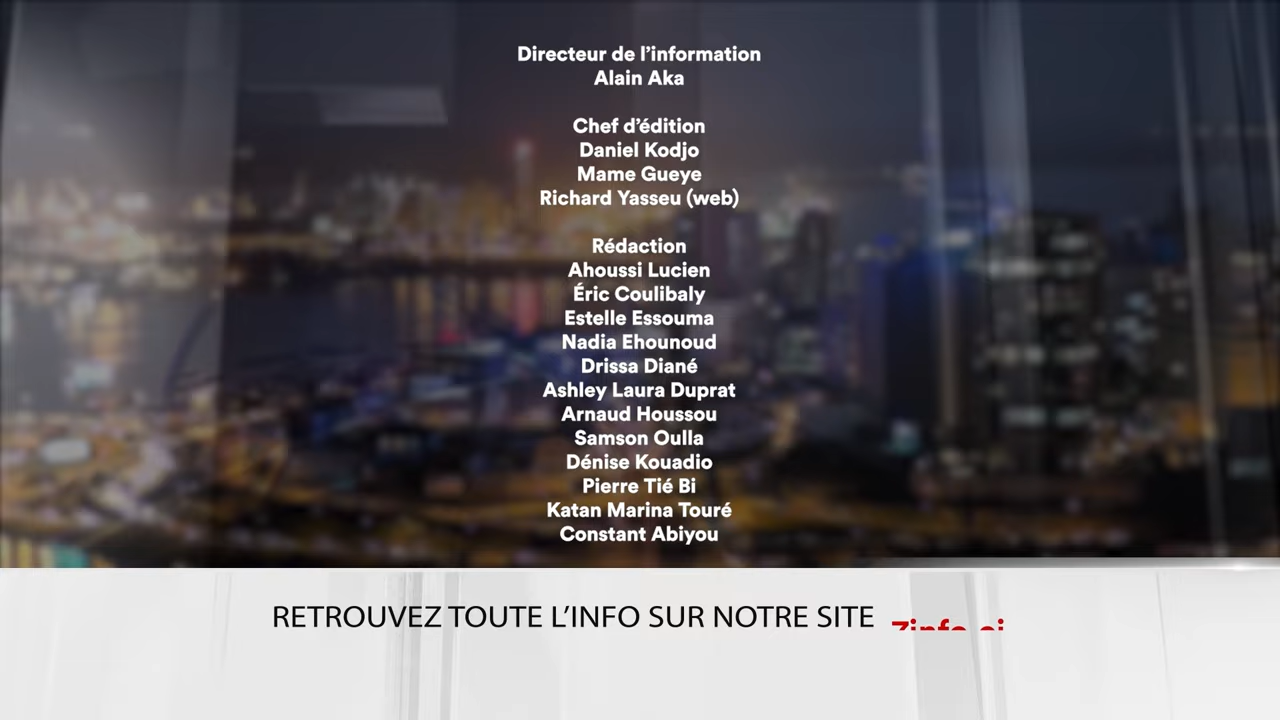 Directeur de l’information
Alain Aka
Chef d’édition
Daniel Kodjo
Mame Gueye
Richard Yasseu (web)
Rédaction
Ahoussi Lucien
Éric Coulibaly
Estelle Essouma
Nadia Ehounoud
Drissa Diané
Ashley Laura Duprat
Arnaud Houssou
Samson Oulla
Dénise Kouadio
Pierre Tié Bi
Katan Marina Touré
Constant Abiyou
RETROUVEZ TOUTE L’INFO SUR NOTRE SITE